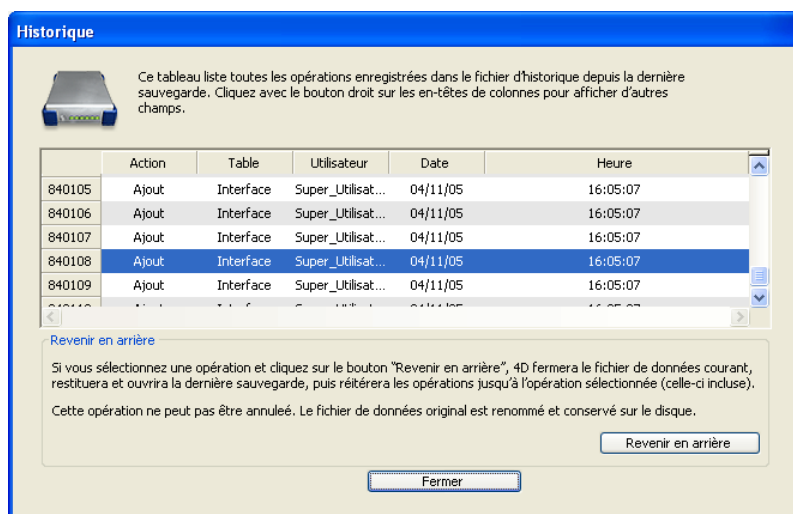 Historique
Ce tableau liste toutes les opérations enregistrées dans le fichier d'historique depuis la dernière
sauvegarde. Cliquez avec le bouton droit sur les en-têtes de colonnes pour afficher d'autres
champs.
Action Table Utilisateur Date Heure
840105 Ajout Interface Super_Utilisat... 04/11/05 16:05:07
840106 Ajout Interface Super_Utilisat... 04/11/05 16:05:07
840107 Ajout Interface Super_Utilisat... 04/11/05 16:05:07
840108 Ajout Interface Super_Utilisat... 04/11/05 16:05:07
840109 Ajout Interface Super_Utilisat... 04/11/05 16:05:07
Revenir en arrière
Si vous sélectionnez une opération et cliquez sur le bouton "Revenir en arrière", 4D fermera le fichier de données courant,
restituera et ouvrira la dernière sauvegarde, puis réitérera les opérations jusqu'à l'opération sélectionnée (celle-ci incluse).
Cette opération ne peut pas être annuleé. Le fichier de données original est renommé et conservé sur le disque.
Revenir en arrière
Fermer